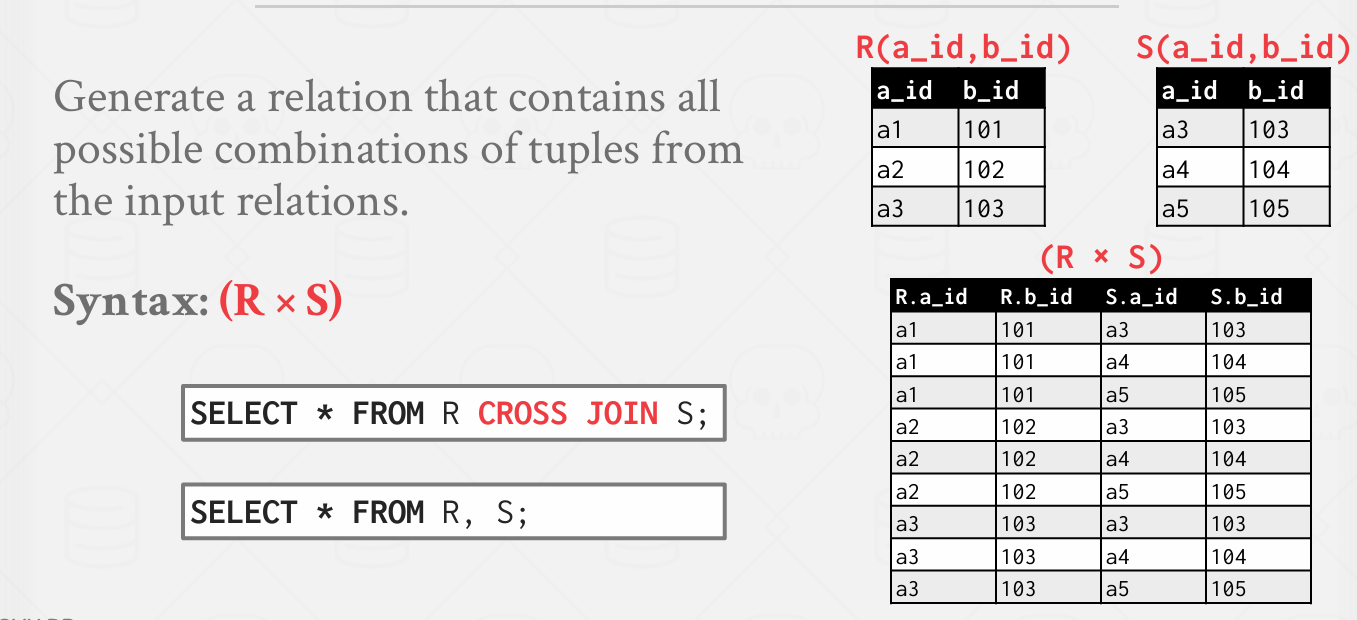 Generate a relation that contains all
possible combinations of tuples from
the input relations.
Syntax: (R × S)
SELECT * FROM R CROSS JOIN S;
SELECT * FROM R, S;
R(a_id,b_id)
a_id b_id
a1 101
a2 102
a3 103
S(a_id,b_id)
a_id b_id
a3 103
a4 104
a5 105
(R × S)
R.a_id R.b_id S.a_id S.b_id
a1 101 a3 103
a1 101 a4 104
a1 101 a5 105
a2 102 a3 103
a2 102 a4 104
a2 102 a5 105
a3 103 a3 103
a3 103 a4 104
a3 103 a5 105